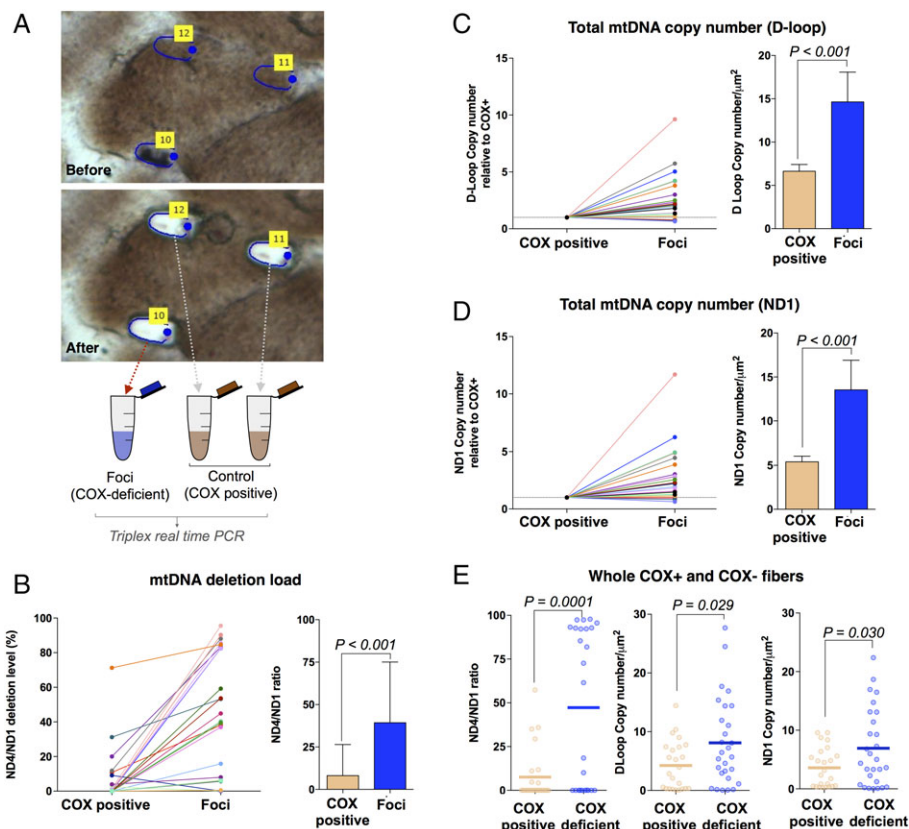 A
12
11
10
Before
12
11
10
After
Foci
(COX-deficient)
Control
(COX positive)
Triplex real time PCR
B
mtDNA deletion load
ND4/ND1 deletion level (%)
100
80
60
40
20
0
COX positive
Foci
ND4/ND1 ratio
100
75
50
25
0
P < 0.001
COX
positive
Foci
C
Total mtDNA copy number (D-loop)
D-Loop Copy number
relative to COX+
15
10
5
0
COX positive
Foci
D Loop Copy number/µm2
20
15
10
5
0
P < 0.001
COX
positive
Foci
D
Total mtDNA copy number (ND1)
ND1 Copy number
relative to COX+
15
10
5
0
COX positive
Foci
ND1 Copy number/µm2
20
15
10
5
0
P < 0.001
COX
positive
Foci
E
Whole COX+ and COX- fibers
ND4/ND1 ratio
100
80
60
40
20
0
P = 0.0001
COX
positive
COX
deficient
DLoop Copy number/µm2
30
20
10
0
P = 0.029
COX
positive
COX
deficient
ND1 Copy number/µm2
30
20
10
0
P = 0.030
COX
positive
COX
deficient